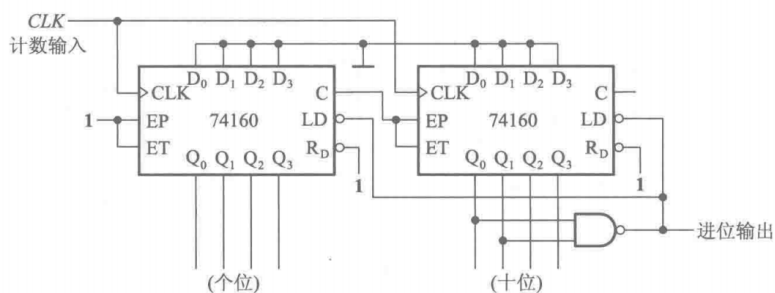 CLK
计数输入
D₀ D₁ D₂ D₃
D₀ D₁ D₂ D₃
CLK C
CLK C
1 EP 74160 LD
EP 74160 LD
ET R_D
ET R_D
Q₀ Q₁ Q₂ Q₃
Q₀ Q₁ Q₂ Q₃
1
1
进位输出
(个位)
(十位)